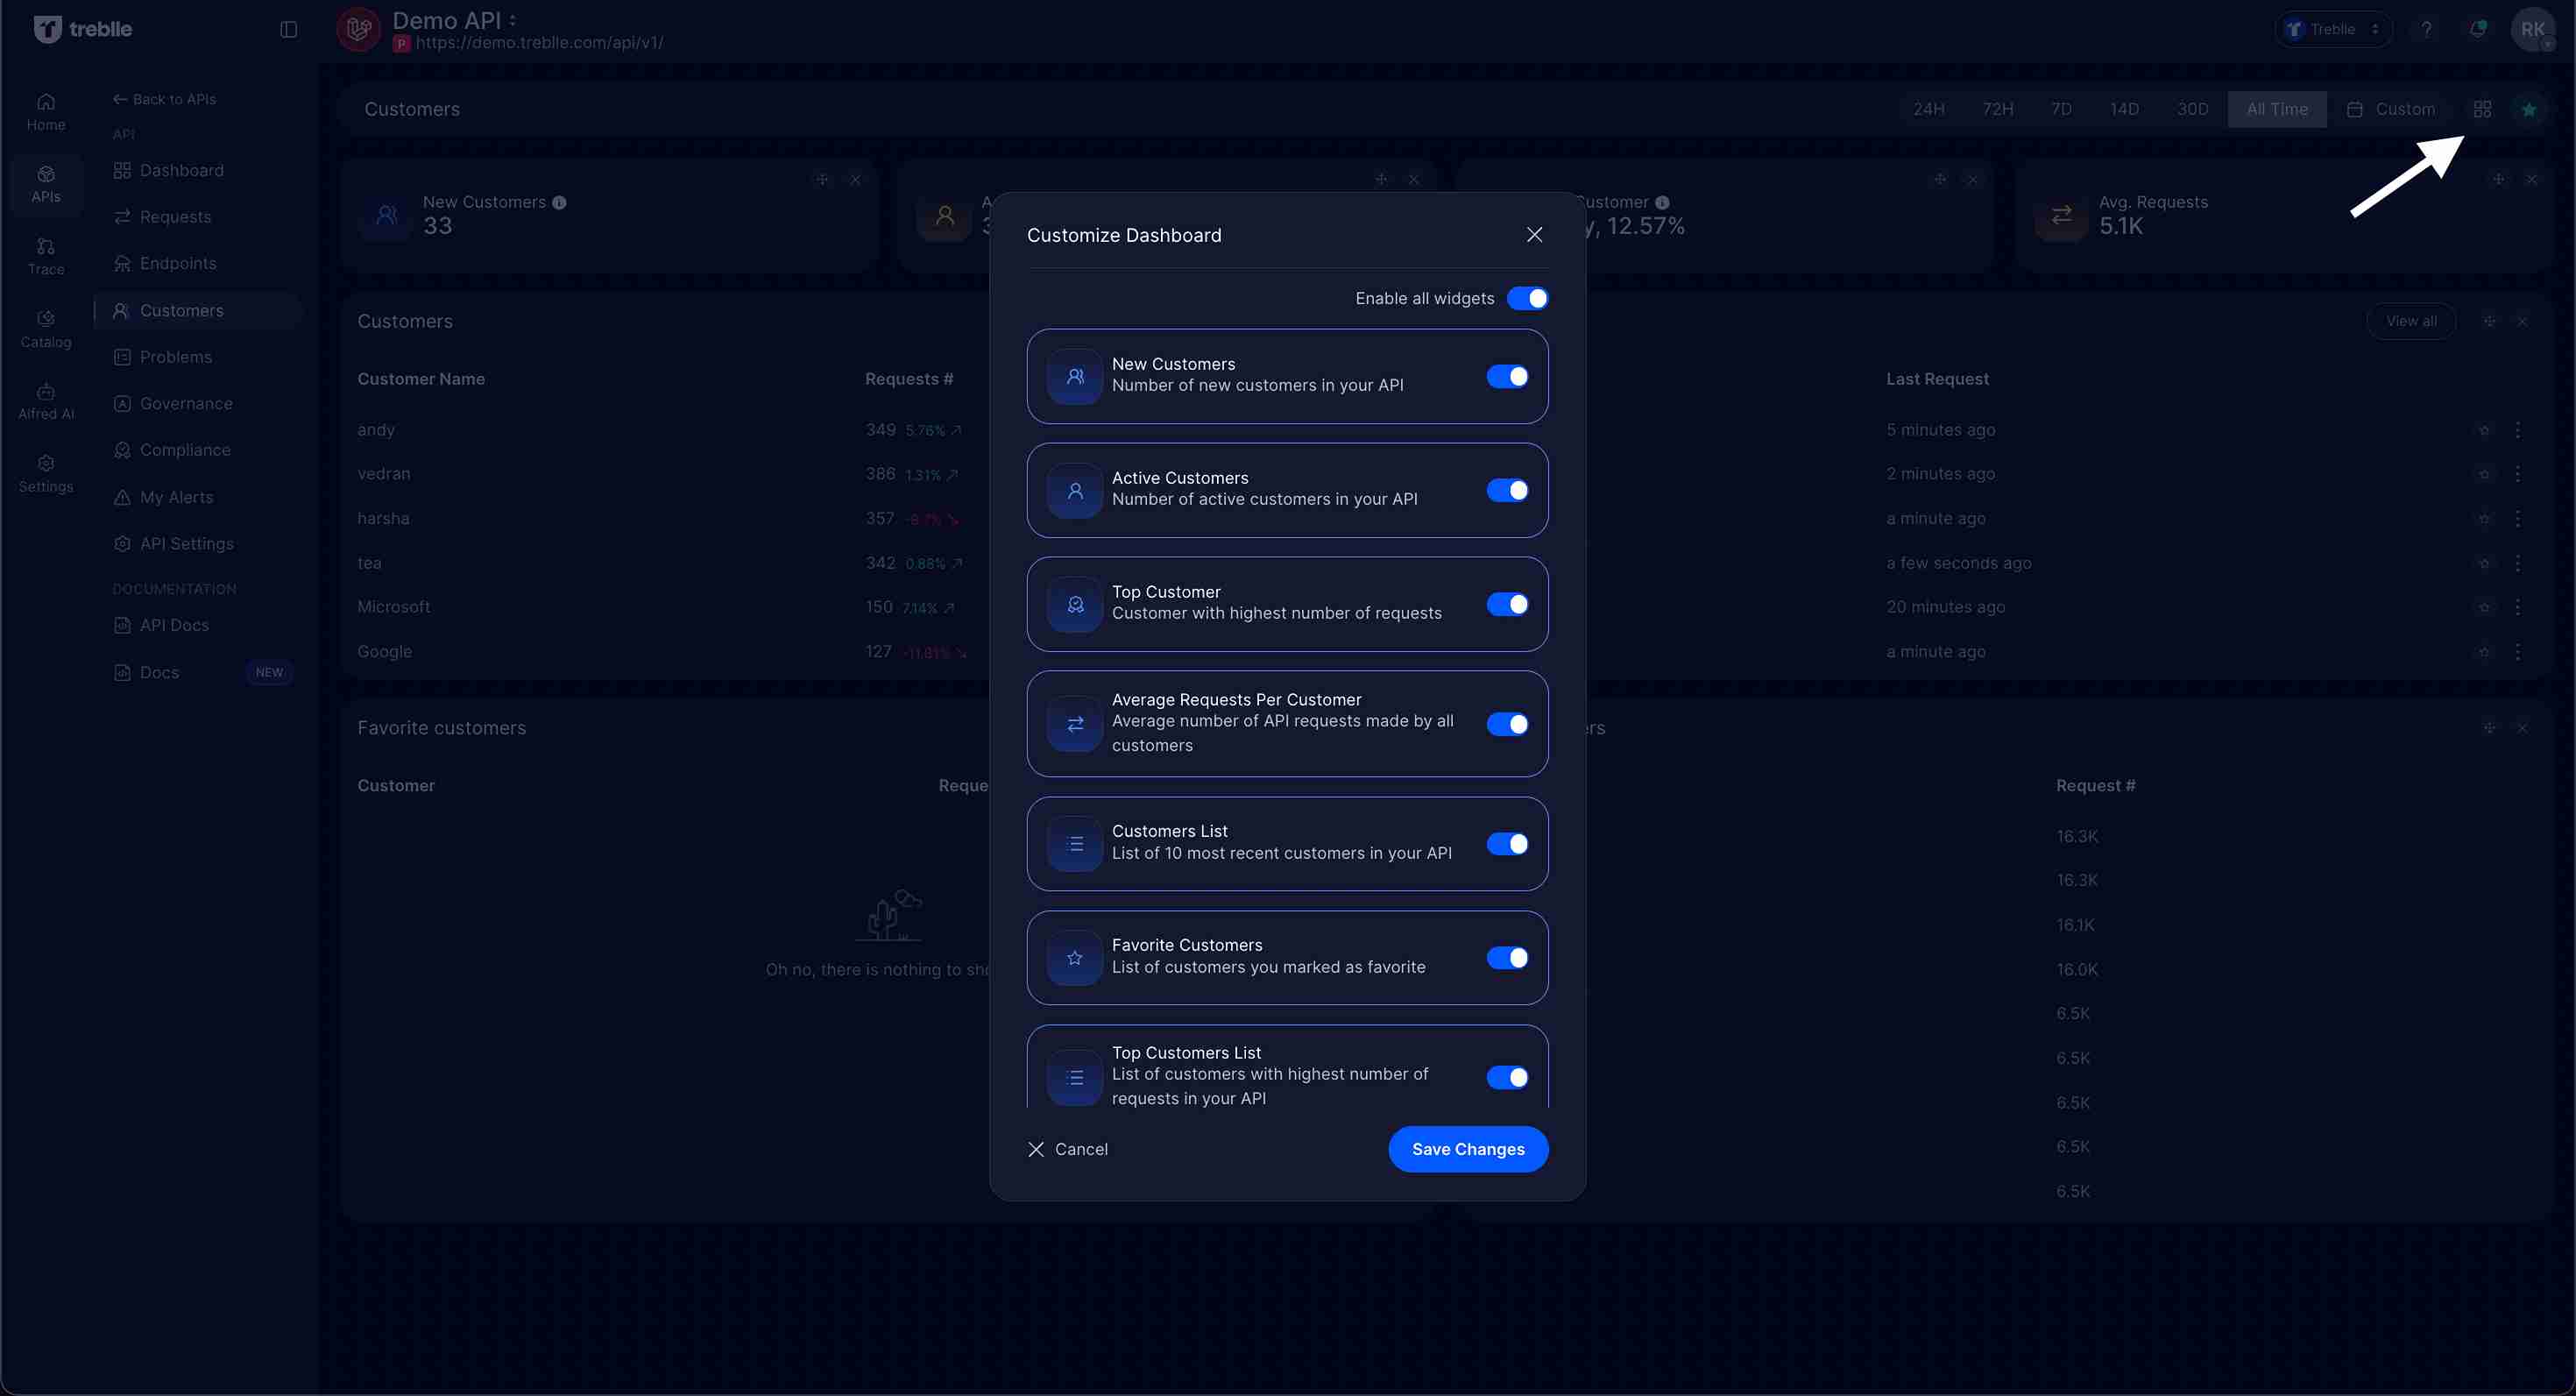 treblle
Demo API
P https://demo.treblle.com/api/v1/
Treblle
?
RK
Home
APIs
Trace
Catalog
Alfred AI
Settings
Back to APIs
API
Dashboard
Requests
Endpoints
Customers
Problems
Governance
Compliance
My Alerts
API Settings
DOCUMENTATION
API Docs
Docs NEW
Customers
24H 72H 7D 14D 30D All Time Custom
New Customers
33
Customer
12.57%
Avg. Requests
5.1K
Customers
View all
Customer Name Requests # Last Request
andy 349 5.76% 5 minutes ago
vedran 386 1.31% 2 minutes ago
harsha 357 -9.7% a minute ago
tea 342 0.88% a few seconds ago
Microsoft 150 7.14% 20 minutes ago
Google 127 -11.81% a minute ago
Favorite customers
Customer
Request #
16.3K
16.3K
16.1K
16.0K
6.5K
6.5K
6.5K
6.5K
6.5K
Oh no, there is nothing to
Customize Dashboard
Enable all widgets
New Customers
Number of new customers in your API
Active Customers
Number of active customers in your API
Top Customer
Customer with highest number of requests
Average Requests Per Customer
Average number of API requests made by all
customers
Customers List
List of 10 most recent customers in your API
Favorite Customers
List of customers you marked as favorite
Top Customers List
List of customers with highest number of
requests in your API
Cancel
Save Changes